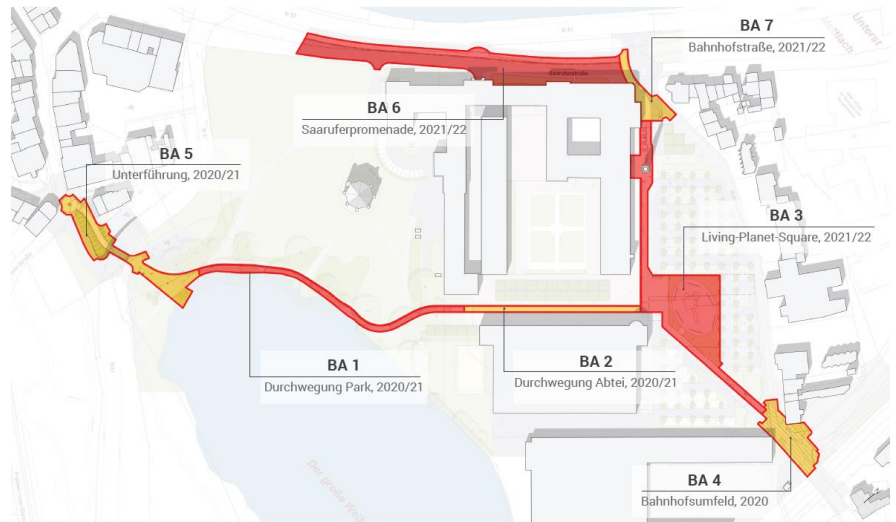 BA 7
Bahnhofstraße, 2021/22
BA 6
Saaruferpromenade, 2021/22
BA 5
Unterführung, 2020/21
BA 3
Living-Planet-Square, 2021/22
BA 1
Durchwegung Park, 2020/21
BA 2
Durchwegung Abtei, 2020/21
BA 4
Bahnhofsumfeld, 2020
Der große